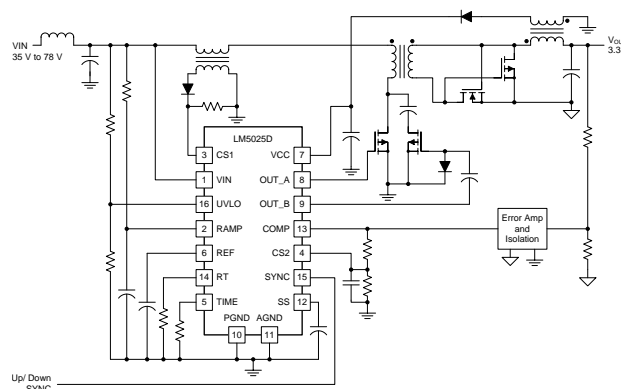 VIN
35 V to 78 V
VOU
3.3
LM5025D
3 CS1
VCC 7
1 VIN
OUT_A 8
16 UVLO
OUT_B 9
2 RAMP
COMP 13
6 REF
CS2 4
14 RT
SYNC 15
5 TIME
SS 12
PGND AGND
10 11
Error Amp
and
Isolation
Up/ Down
SYNC